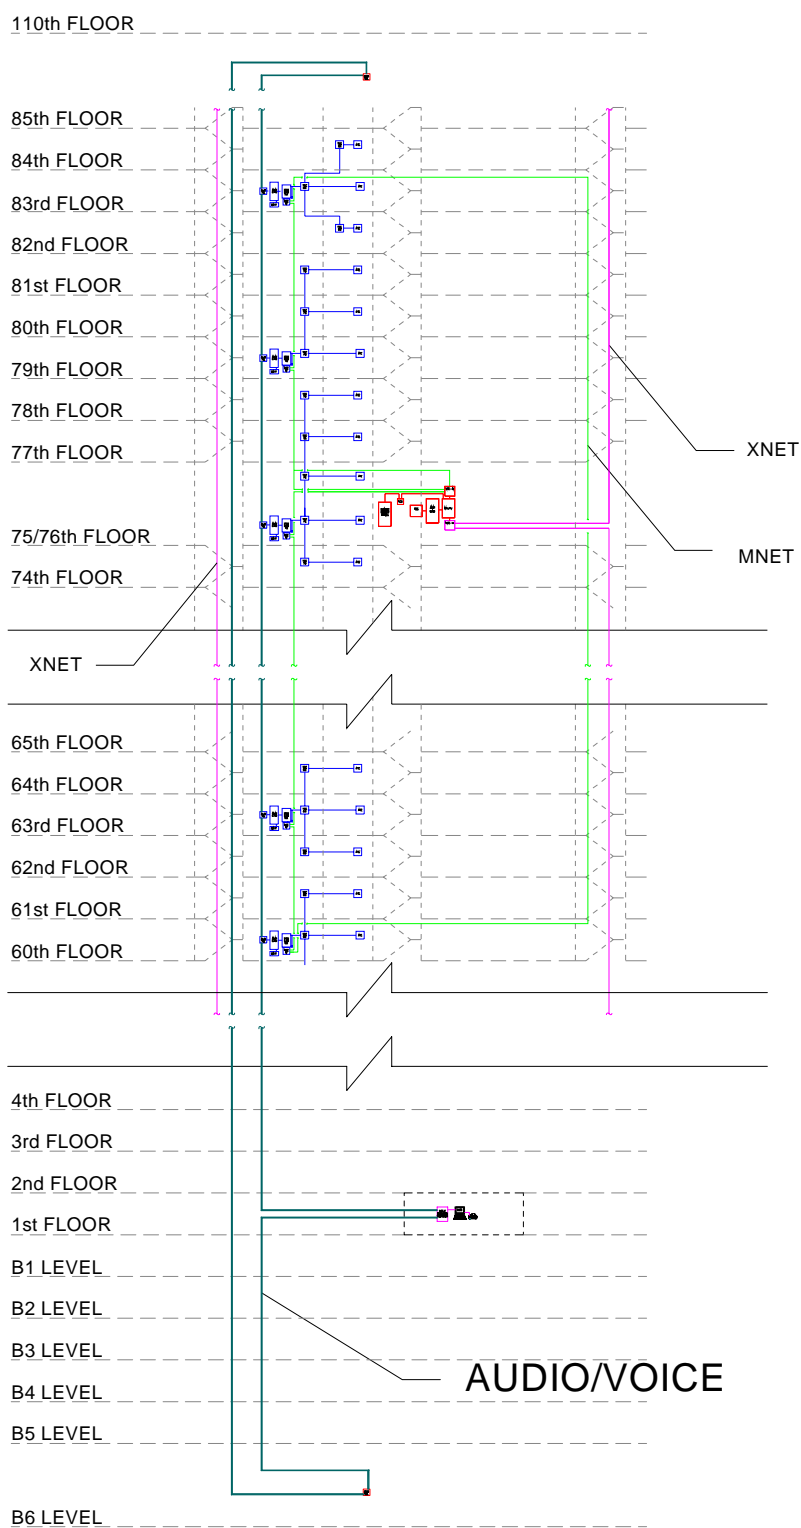 110th FLOOR
85th FLOOR
84th FLOOR
83rd FLOOR
82nd FLOOR
81st FLOOR
80th FLOOR
79th FLOOR
78th FLOOR
77th FLOOR
XNET
75/76th FLOOR
MNET
74th FLOOR
XNET
65th FLOOR
64th FLOOR
63rd FLOOR
62nd FLOOR
61st FLOOR
60th FLOOR
4th FLOOR
3rd FLOOR
2nd FLOOR
1st FLOOR
B1 LEVEL
B2 LEVEL
B3 LEVEL
AUDIO/VOICE
B4 LEVEL
B5 LEVEL
B6 LEVEL